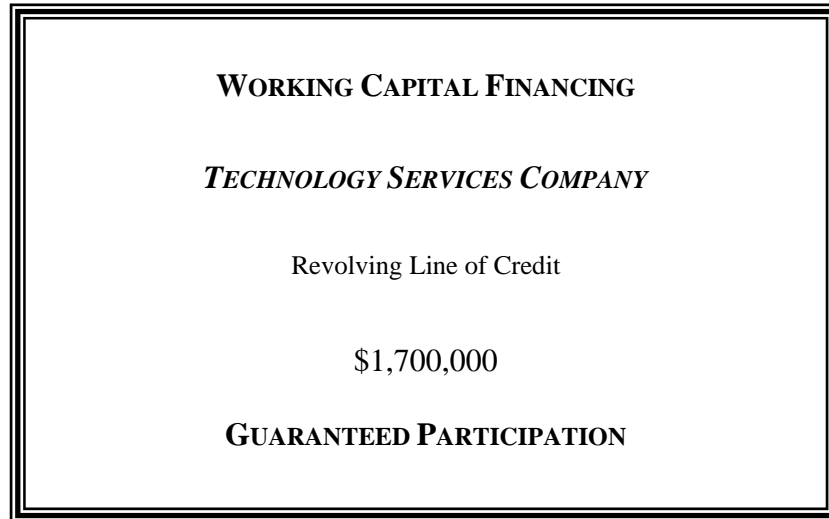 WORKING CAPITAL FINANCING
TECHNOLOGY SERVICES COMPANY
Revolving Line of Credit
$1,700,000
GUARANTEED PARTICIPATION